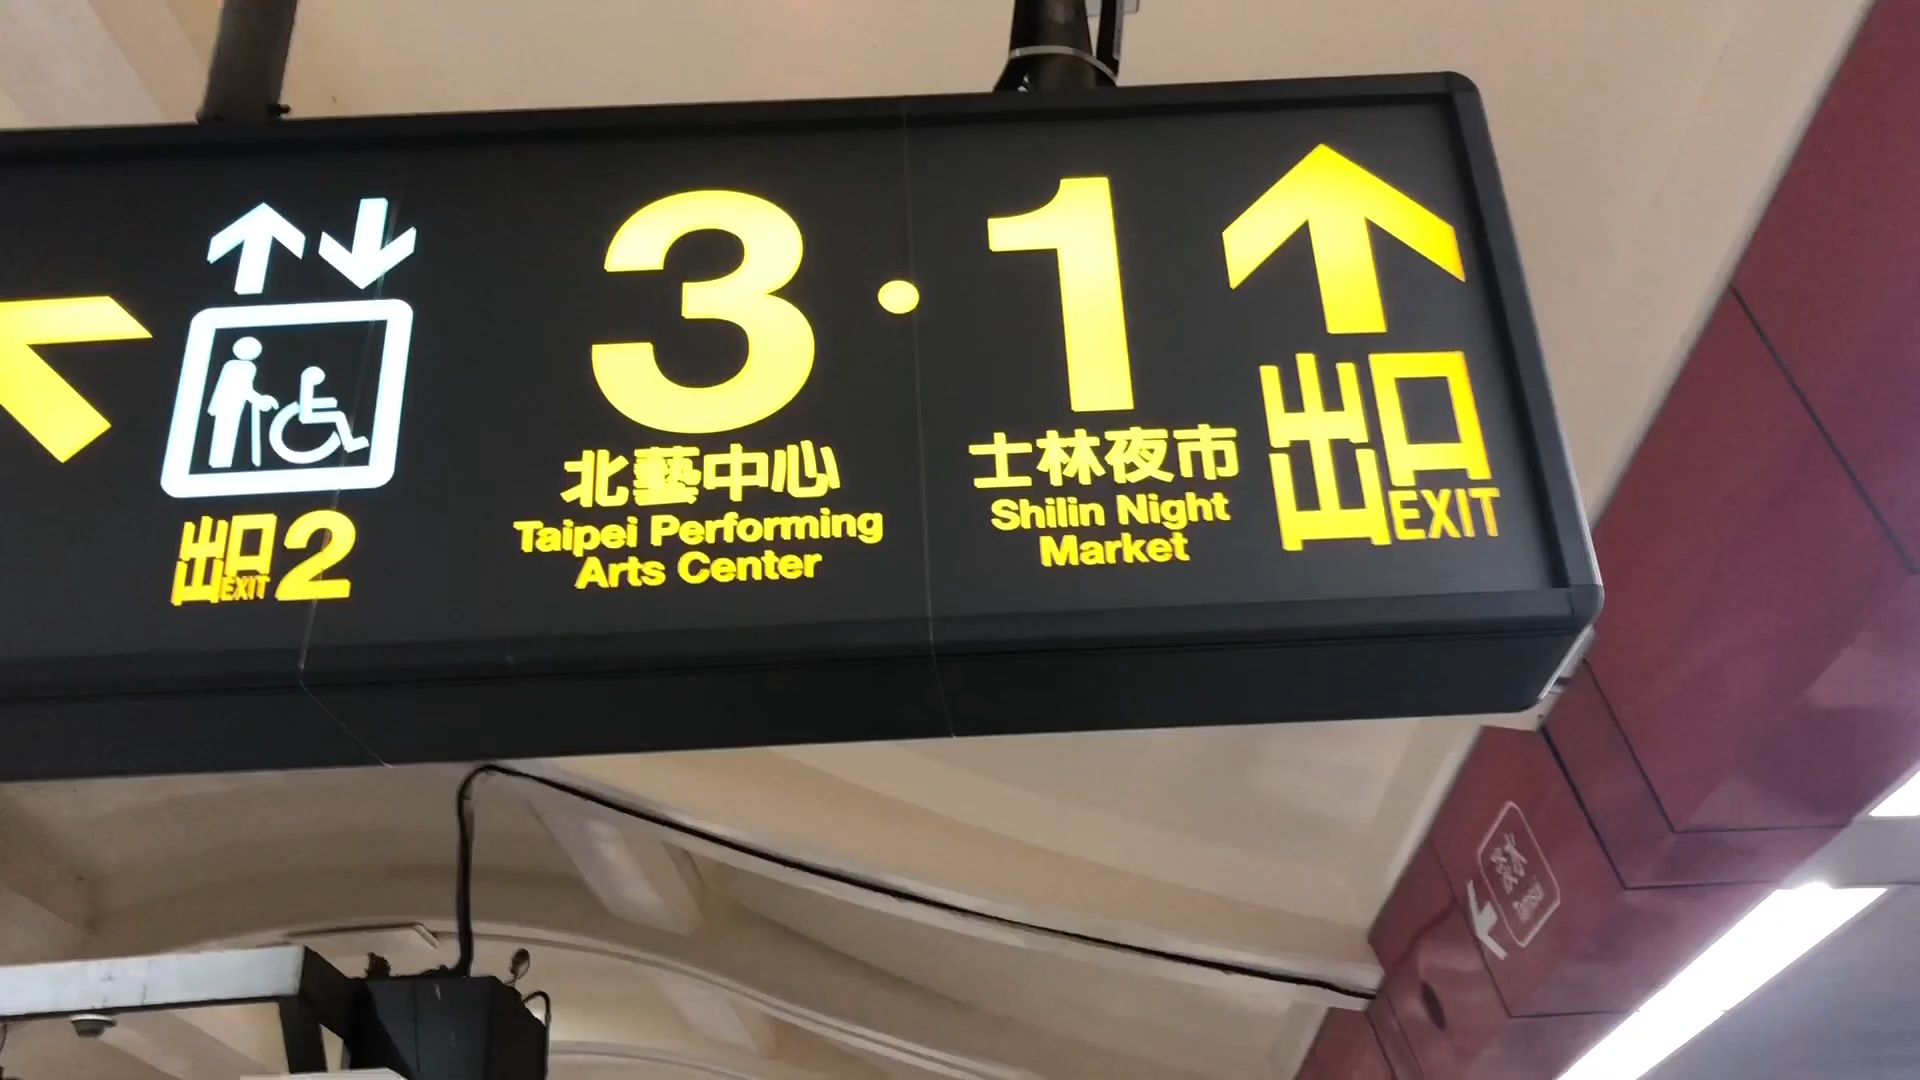 出口 EXIT 2
3 · 1
北藝中心
Taipei Performing
Arts Center
士林夜市
Shilin Night
Market
出口
EXIT
淡水
Tamsui